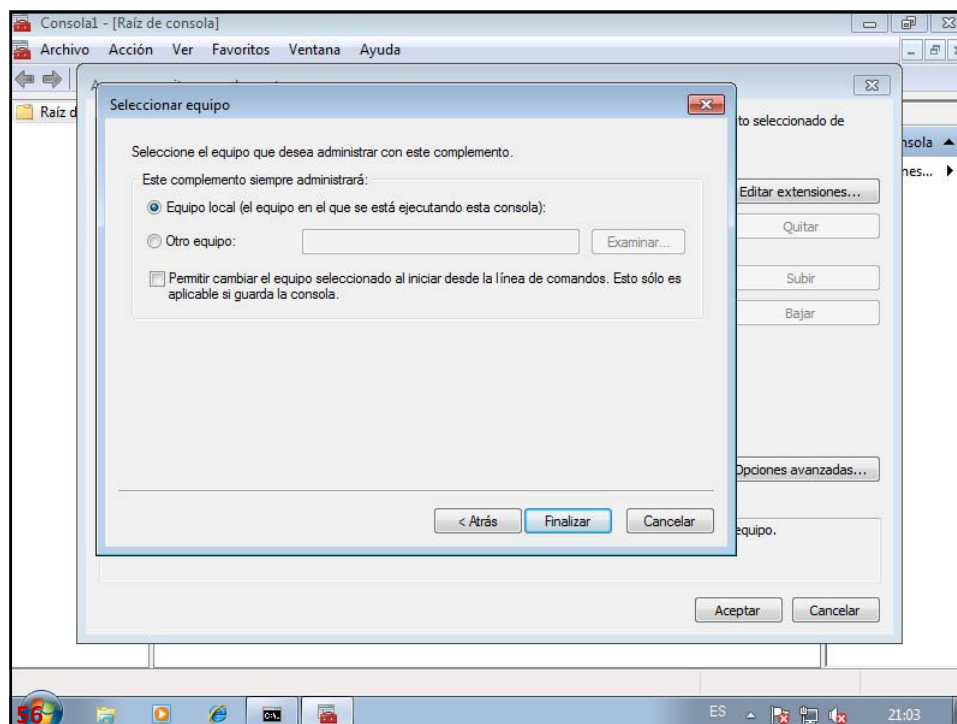 Consola1 - [Raíz de consola]
Archivo Acción Ver Favoritos Ventana Ayuda
Raíz d
Seleccionar equipo
to seleccionado de
nsola
nes...
Seleccione el equipo que desea administrar con este complemento.
Este complemento siempre administrará:
Equipo local (el equipo en el que se está ejecutando esta consola):
Otro equipo:
Examinar...
Permitir cambiar el equipo seleccionado al iniciar desde la línea de comandos. Esto sólo es
aplicable si guarda la consola.
Editar extensiones...
Quitar
Subir
Bajar
Opciones avanzadas...
< Atrás Finalizar Cancelar
equipo.
Aceptar Cancelar
56
ES
21:03